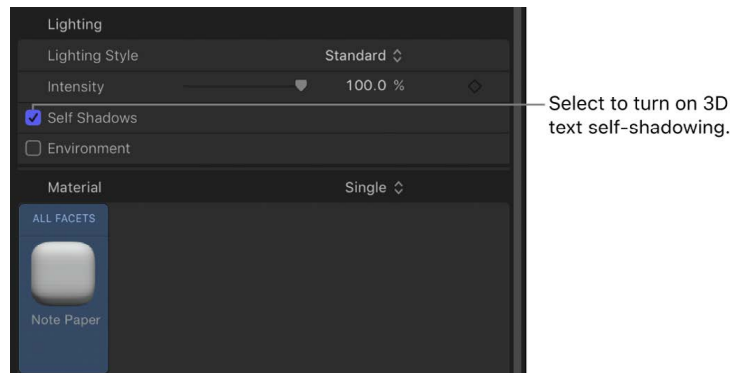 Lighting
Lighting Style Standard
Intensity 100.0 %
Self Shadows
Environment
Select to turn on 3D
text self-shadowing.
Material Single
ALL FACETS
Note Paper